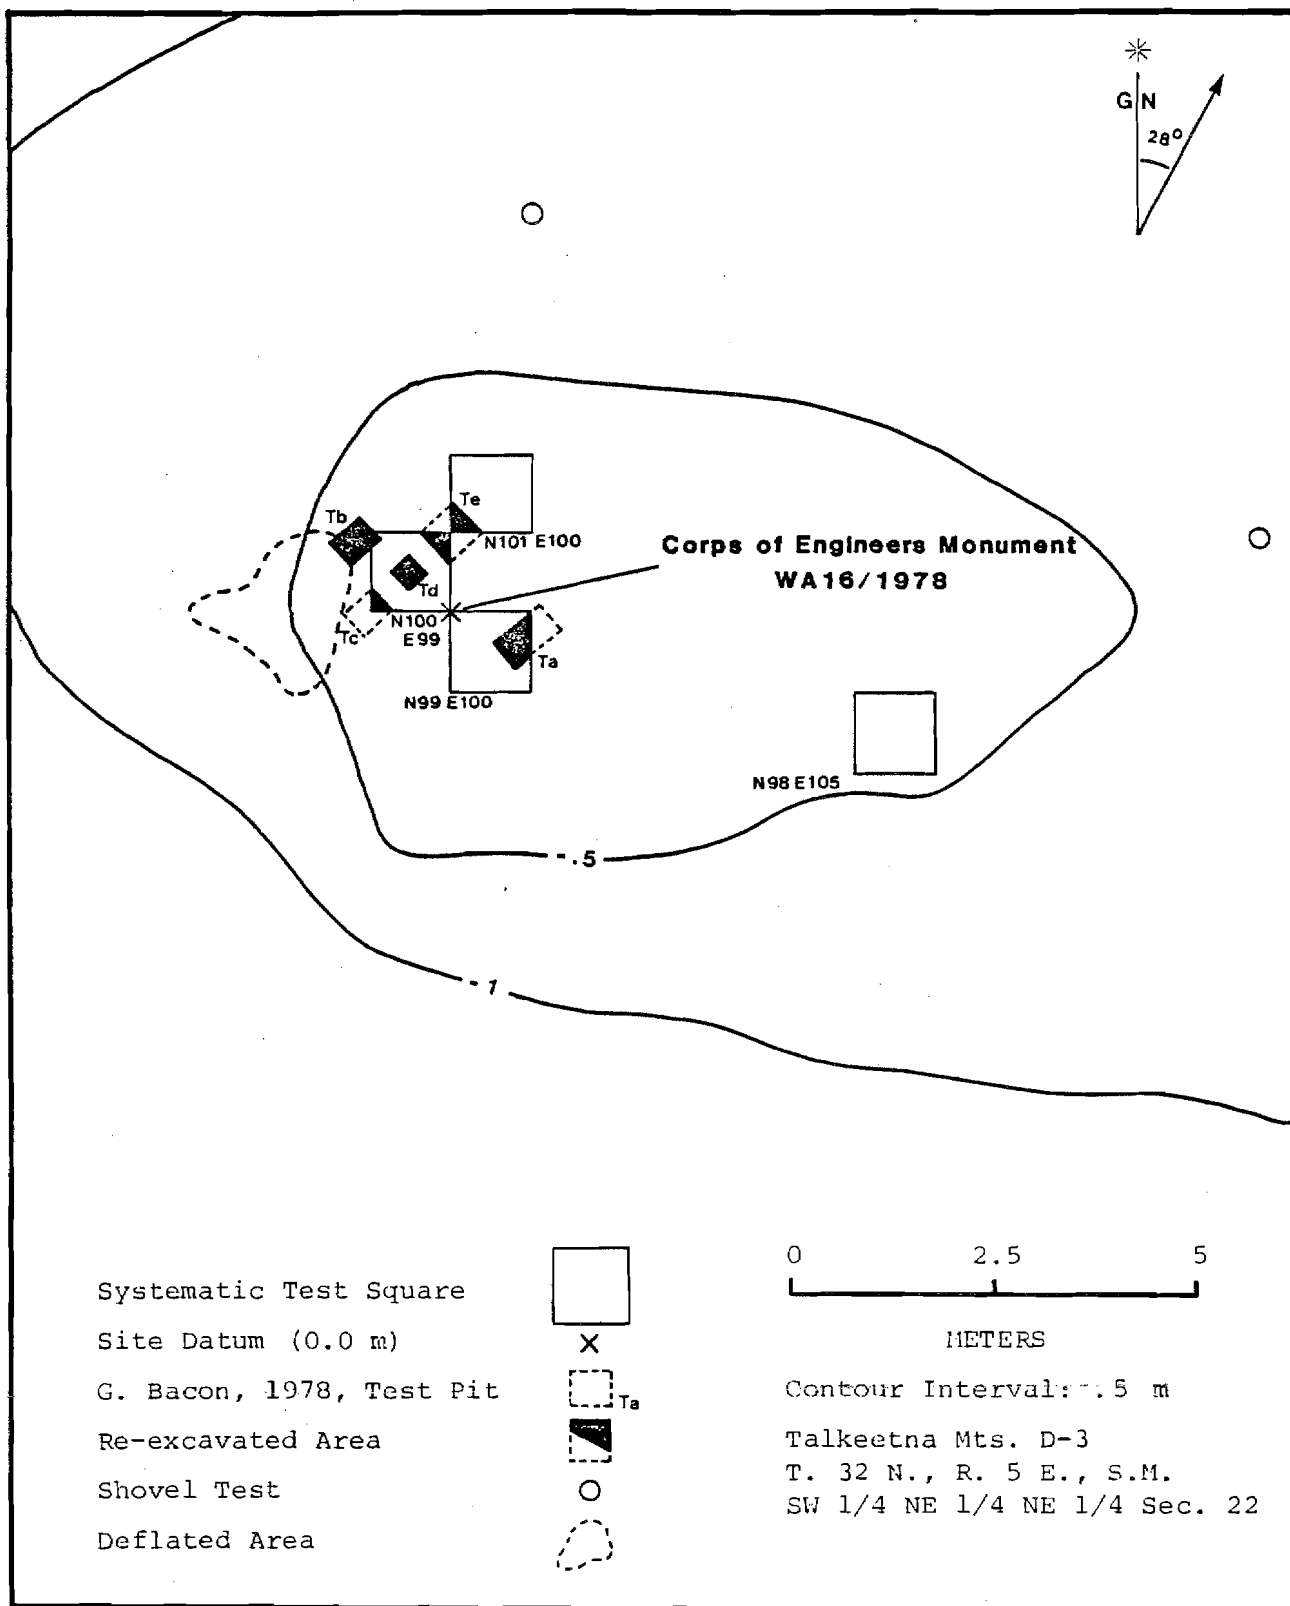 GN
28°
Te
Tb
N101 E100
Corps of Engineers Monument
WA16/1978
Td
N100
E99
Tc
Ta
N99 E100
N98 E105
-.5
-1
0 2.5 5
METERS
Systematic Test Square
Site Datum (0.0 m)
G. Bacon, 1978, Test Pit
Ta
Re-excavated Area
Shovel Test
Deflated Area
Contour Interval: .5 m
Talkeetna Mts. D-3
T. 32 N., R. 5 E., S.M.
SW 1/4 NE 1/4 NE 1/4 Sec. 22